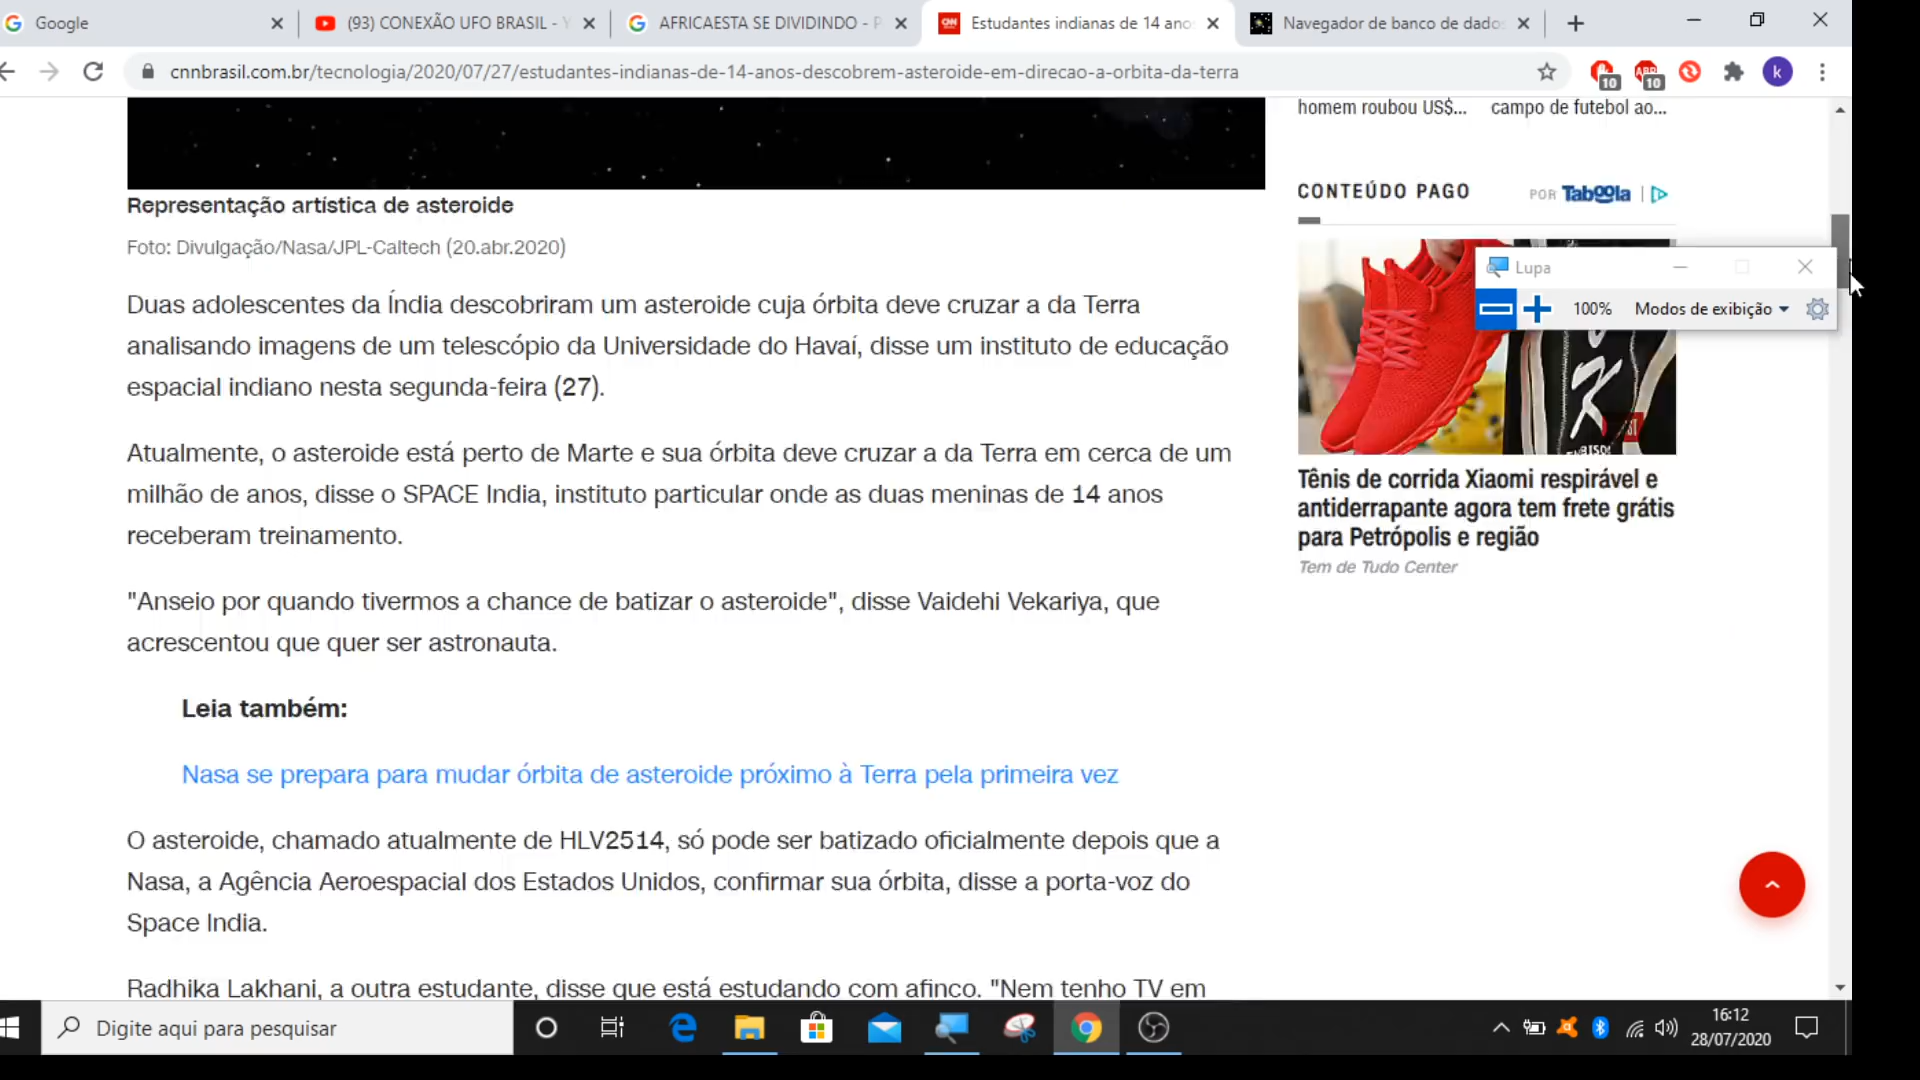 Google
(93) CONEXÃO UFO BRASIL - Y
AFRICAESTA SE DIVIDINDO - P
CNN
Estudantes indianas de 14 ano
Navegador de banco de dado
cnnbrasil.com.br/tecnologia/2020/07/27/estudantes-indianas-de-14-anos-descobrem-asteroide-em-direcao-a-orbita-da-terra
10
ABP
10
k
homem roubou US$...
campo de futebol ao...
Representação artística de asteroide
Foto: Divulgação/Nasa/JPL-Caltech (20.abr.2020)
Duas adolescentes da Índia descobriram um asteroide cuja órbita deve cruzar a da Terra
analisando imagens de um telescópio da Universidade do Havaí, disse um instituto de educação
espacial indiano nesta segunda-feira (27).
Atualmente, o asteroide está perto de Marte e sua órbita deve cruzar a da Terra em cerca de um
milhão de anos, disse o SPACE India, instituto particular onde as duas meninas de 14 anos
receberam treinamento.
"Anseio por quando tivermos a chance de batizar o asteroide", disse Vaidehi Vekariya, que
acrescentou que quer ser astronauta.
Leia também:
Nasa se prepara para mudar órbita de asteroide próximo à Terra pela primeira vez
O asteroide, chamado atualmente de HLV2514, só pode ser batizado oficialmente depois que a
Nasa, a Agência Aeroespacial dos Estados Unidos, confirmar sua órbita, disse a porta-voz do
Space India.
Radhika Lakhani, a outra estudante, disse que está estudando com afinco. "Nem tenho TV em
CONTEÚDO PAGO
POR Taboola
Lupa
100%
Modos de exibição
Tênis de corrida Xiaomi respirável e
antiderrapante agora tem frete grátis
para Petrópolis e região
Tem de Tudo Center
Digite aqui para pesquisar
16:12
28/07/2020